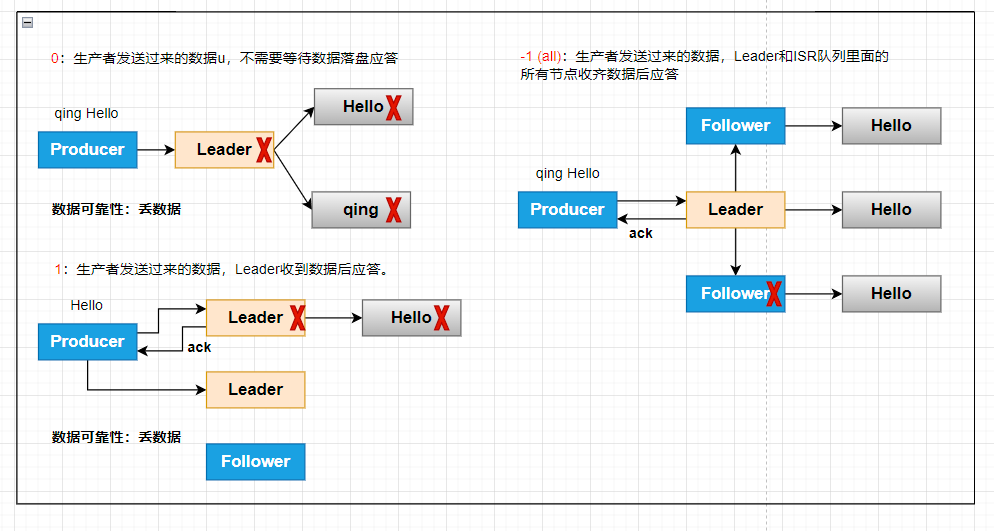 0：生产者发送过来的数据u，不需要等待数据落盘应答
qing Hello
Producer
Leader
Hello
qing
数据可靠性：丢数据
1：生产者发送过来的数据，Leader收到数据后应答。
Hello
Producer
Leader
Hello
ack
Leader
数据可靠性：丢数据
Follower
-1 (all)：生产者发送过来的数据，Leader和ISR队列里面的
所有节点收齐数据后应答
Follower
Hello
qing Hello
Producer
Leader
Hello
ack
Follower
Hello